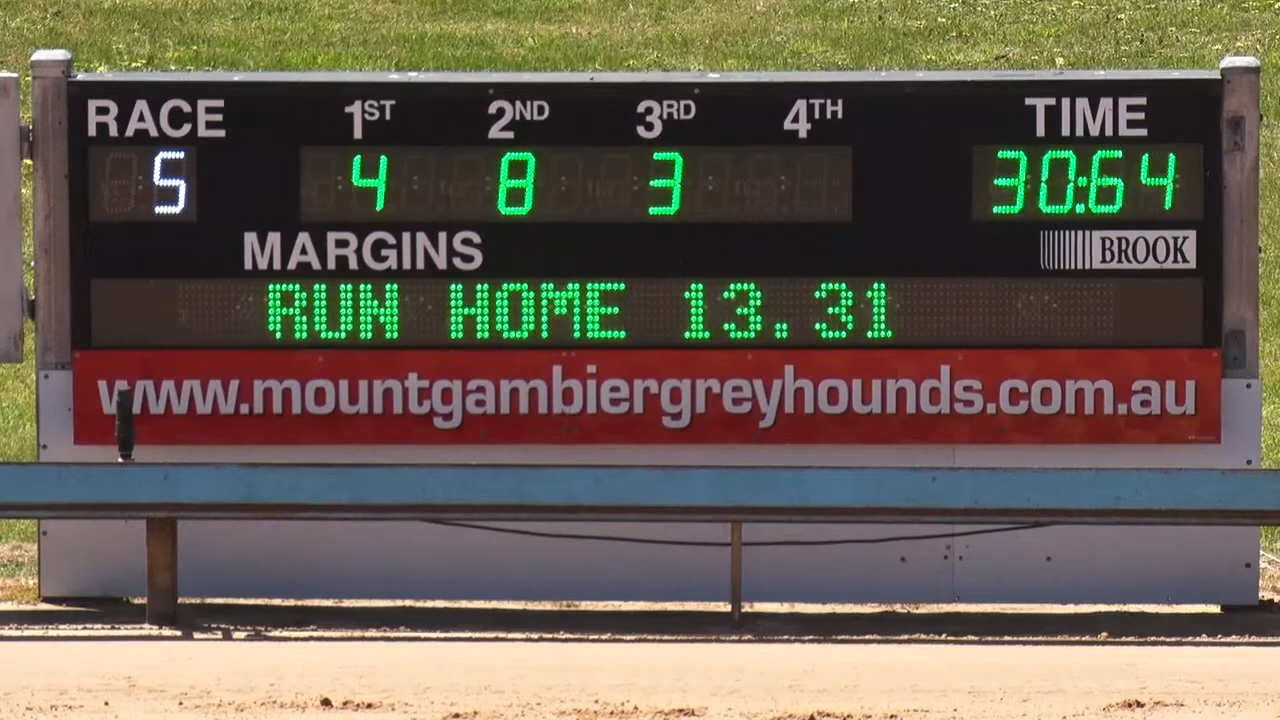 RACE 1ST 2ND 3RD 4TH TIME
5 4 8 3 30:64
MARGINS BROOK
RUN HOME 13.31
www.mountgambiergreyhounds.com.au